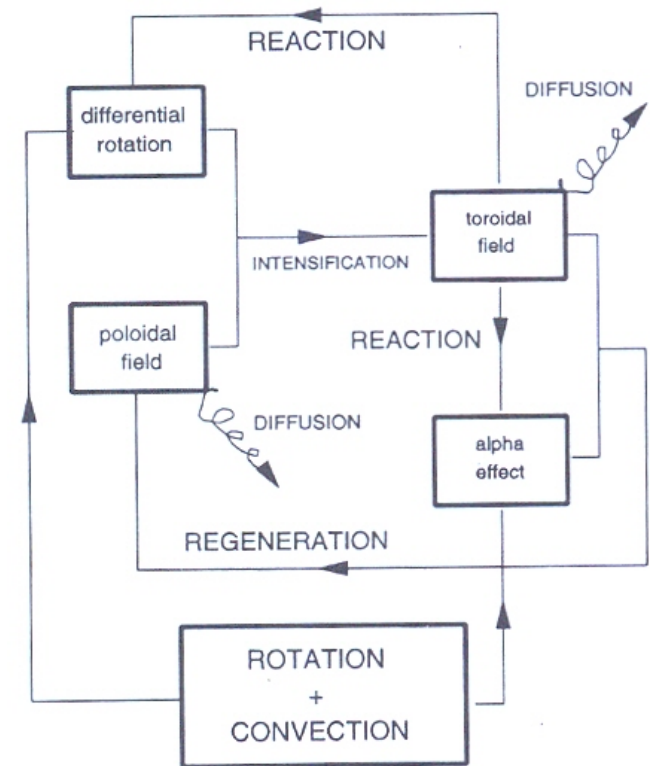 REACTION
DIFFUSION
differential
rotation
toroidal
field
INTENSIFICATION
poloidal
field
REACTION
DIFFUSION
alpha
effect
REGENERATION
ROTATION
+
CONVECTION